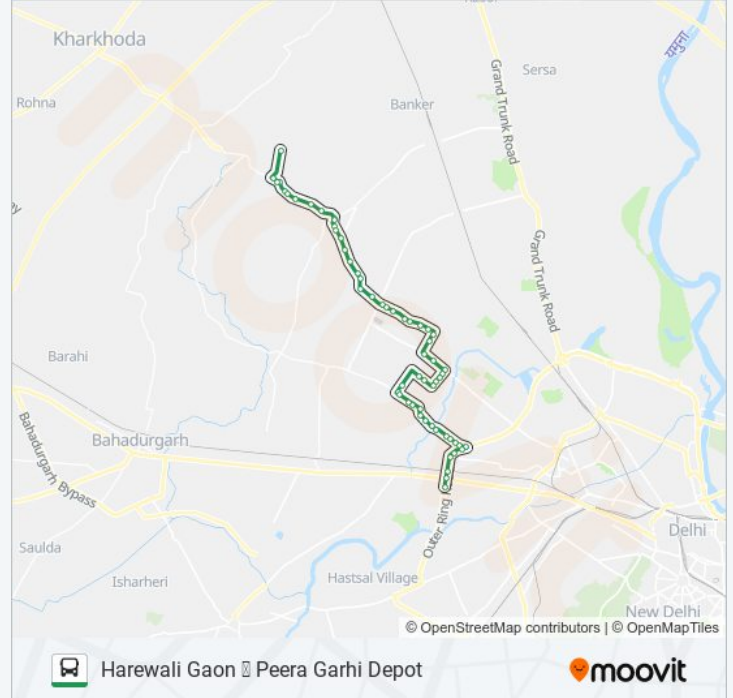 Kharkhoda
यमुना
Sersa
Rohna
Banker
Grand Trunk Road
Grand Trunk Road
Barahi
Bahadurgarh
Bahadurgarh Bypass
Delhi
Outer Ring
Saulda
Hastsal Village
Isharheri
New Delhi
© OpenStreetMap contributors | © OpenMapTiles
Harewali Gaon Peera Garhi Depot
moovit